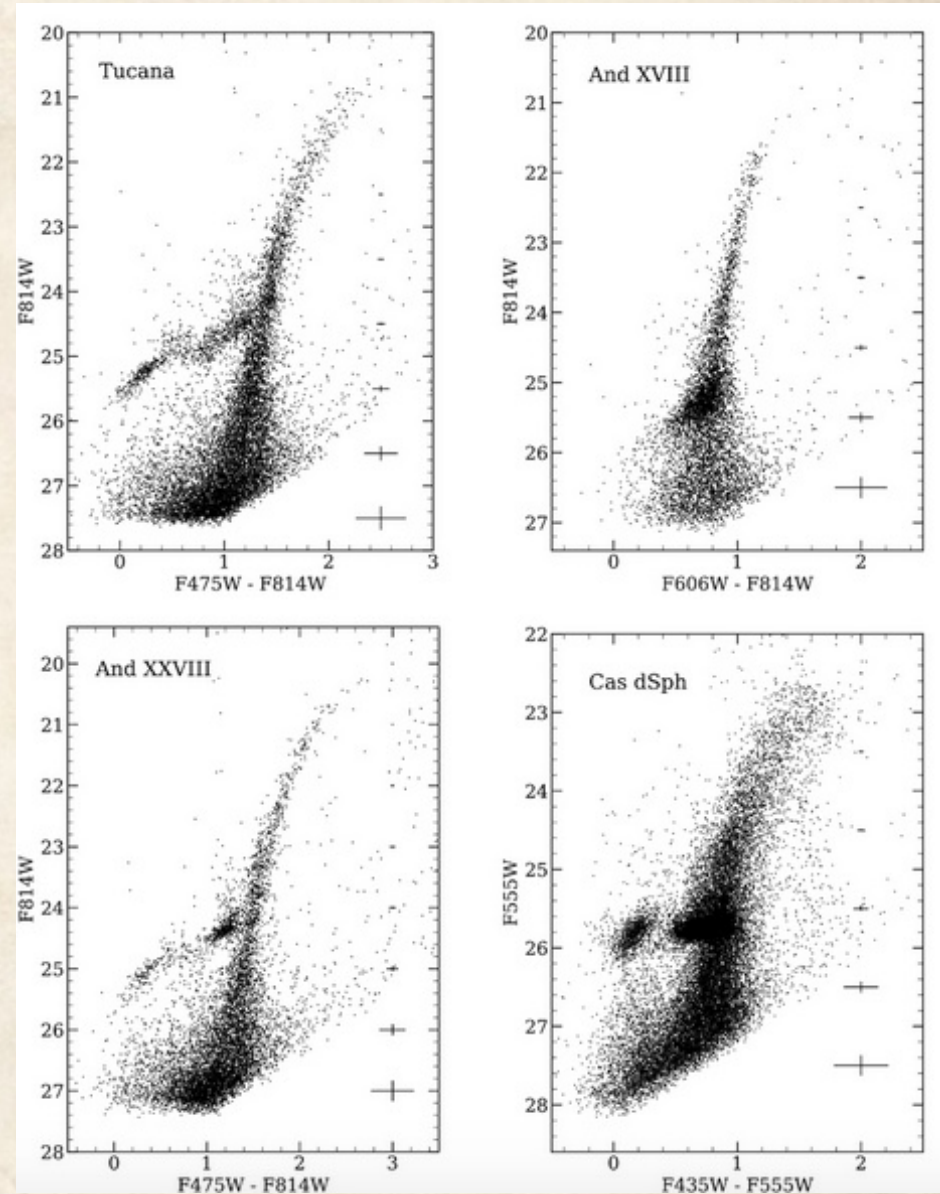 Tucana
20
21
22
23
24
25
26
27
28
F814W
0 1 2 3
F475W - F814W
And XVIII
20
21
22
23
24
25
26
27
F814W
0 1 2
F606W - F814W
And XXVIII
20
21
22
23
24
25
26
27
28
F814W
0 1 2 3
F475W - F814W
Cas dSph
22
23
24
25
26
27
28
F555W
0 1 2
F435W - F555W